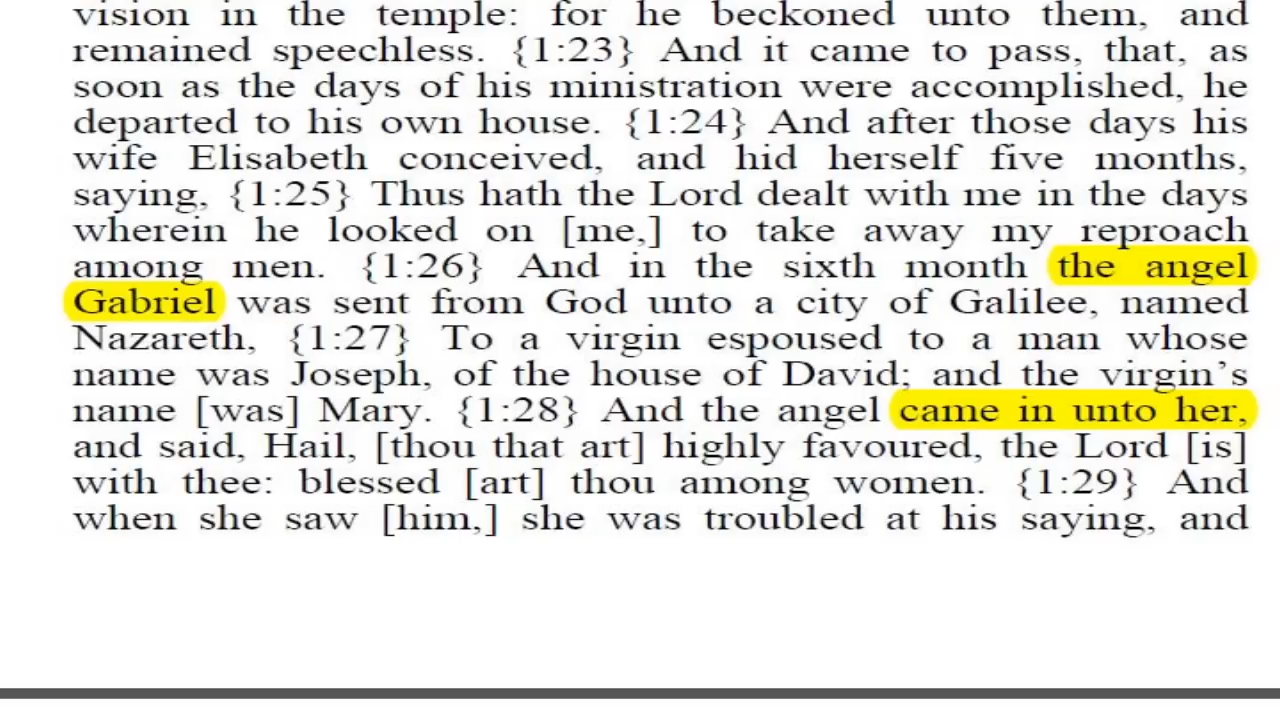 vision in the temple: for he beckoned unto them, and
remained speechless. {1:23} And it came to pass, that, as
soon as the days of his ministration were accomplished, he
departed to his own house. {1:24} And after those days his
wife Elisabeth conceived, and hid herself five months,
saying, {1:25} Thus hath the Lord dealt with me in the days
wherein he looked on [me,] to take away my reproach
among men. {1:26} And in the sixth month the angel
Gabriel was sent from God unto a city of Galilee, named
Nazareth, {1:27} To a virgin espoused to a man whose
name was Joseph, of the house of David; and the virgin’s
name [was] Mary. {1:28} And the angel came in unto her,
and said, Hail, [thou that art] highly favoured, the Lord [is]
with thee: blessed [art] thou among women. {1:29} And
when she saw [him,] she was troubled at his saying, and